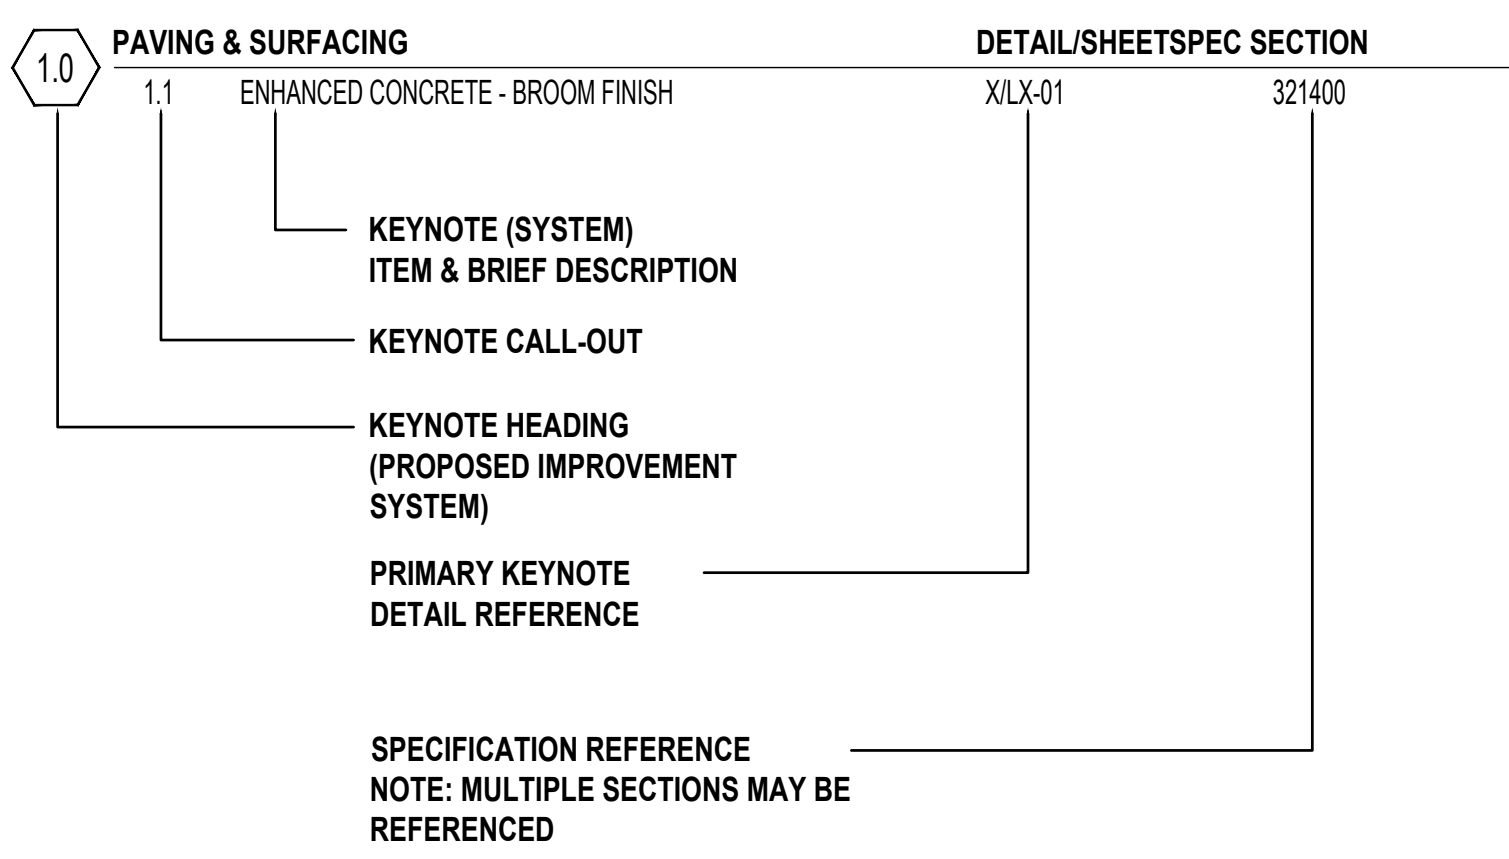 1.0 PAVING & SURFACING DETAIL/SHEETSPEC SECTION
1.1 ENHANCED CONCRETE - BROOM FINISH X/LX-01 321400
KEYNOTE (SYSTEM)
ITEM & BRIEF DESCRIPTION
KEYNOTE CALL-OUT
KEYNOTE HEADING
(PROPOSED IMPROVEMENT
SYSTEM)
PRIMARY KEYNOTE
DETAIL REFERENCE
SPECIFICATION REFERENCE
NOTE: MULTIPLE SECTIONS MAY BE
REFERENCED